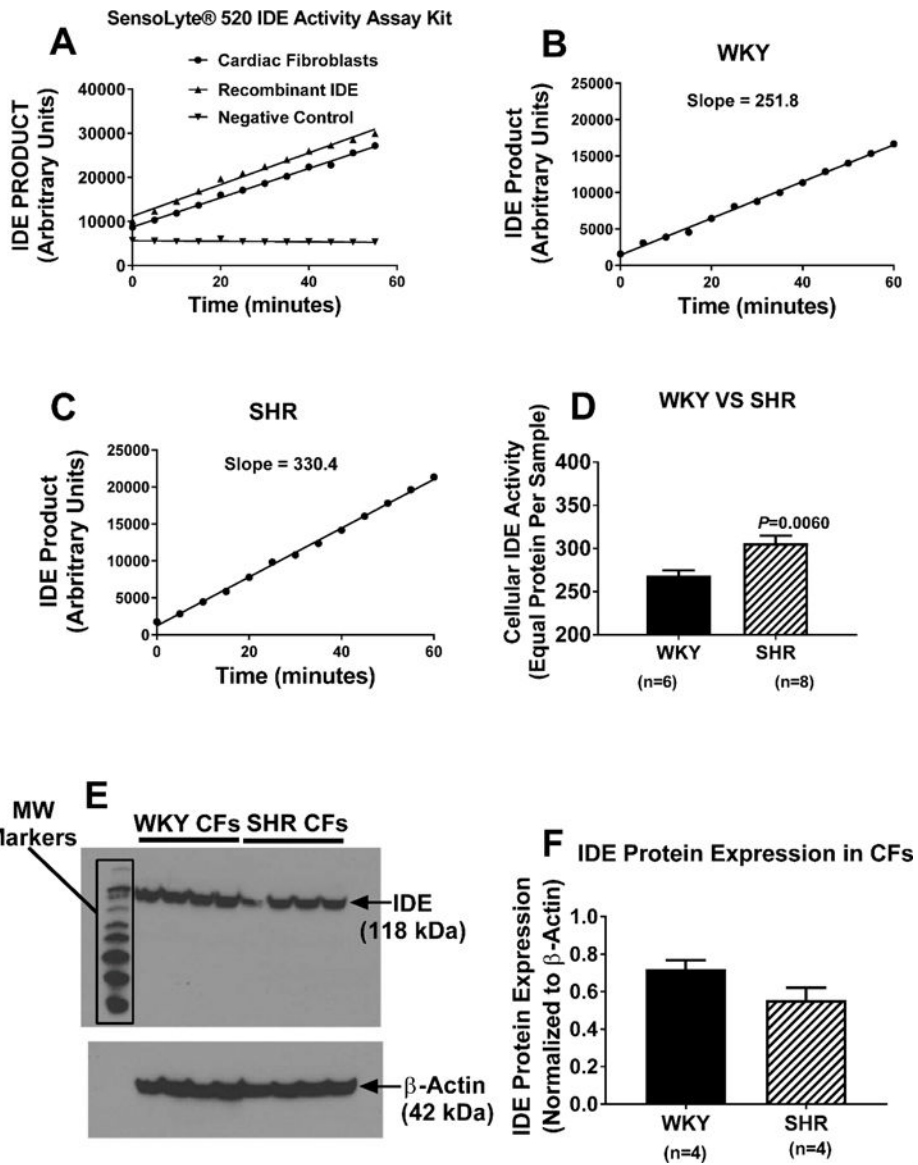 SensoLyte® 520 IDE Activity Assay Kit
A
Cardiac Fibroblasts
Recombinant IDE
Negative Control
IDE PRODUCT
(Arbritrary Units)
40000
30000
20000
10000
0
0 20 40 60
Time (minutes)
B
WKY
Slope = 251.8
IDE Product
(Arbritrary Units)
25000
20000
15000
10000
5000
0
0 10 20 30 40 50 60
Time (minutes)
C
SHR
Slope = 330.4
IDE Product
(Arbritrary Units)
25000
20000
15000
10000
5000
0
0 20 40 60
Time (minutes)
D
WKY VS SHR
Cellular IDE Activity
(Equal Protein Per Sample)
400
350
300
250
200
P=0.0060
WKY SHR
(n=6) (n=8)
E
MW
Markers
WKY CFs SHR CFs
IDE
(118 kDa)
β-Actin
(42 kDa)
F
IDE Protein Expression in CFs
IDE Protein Expression
(Normalized to β-Actin)
1.0
0.8
0.6
0.4
0.2
0.0
WKY SHR
(n=4) (n=4)